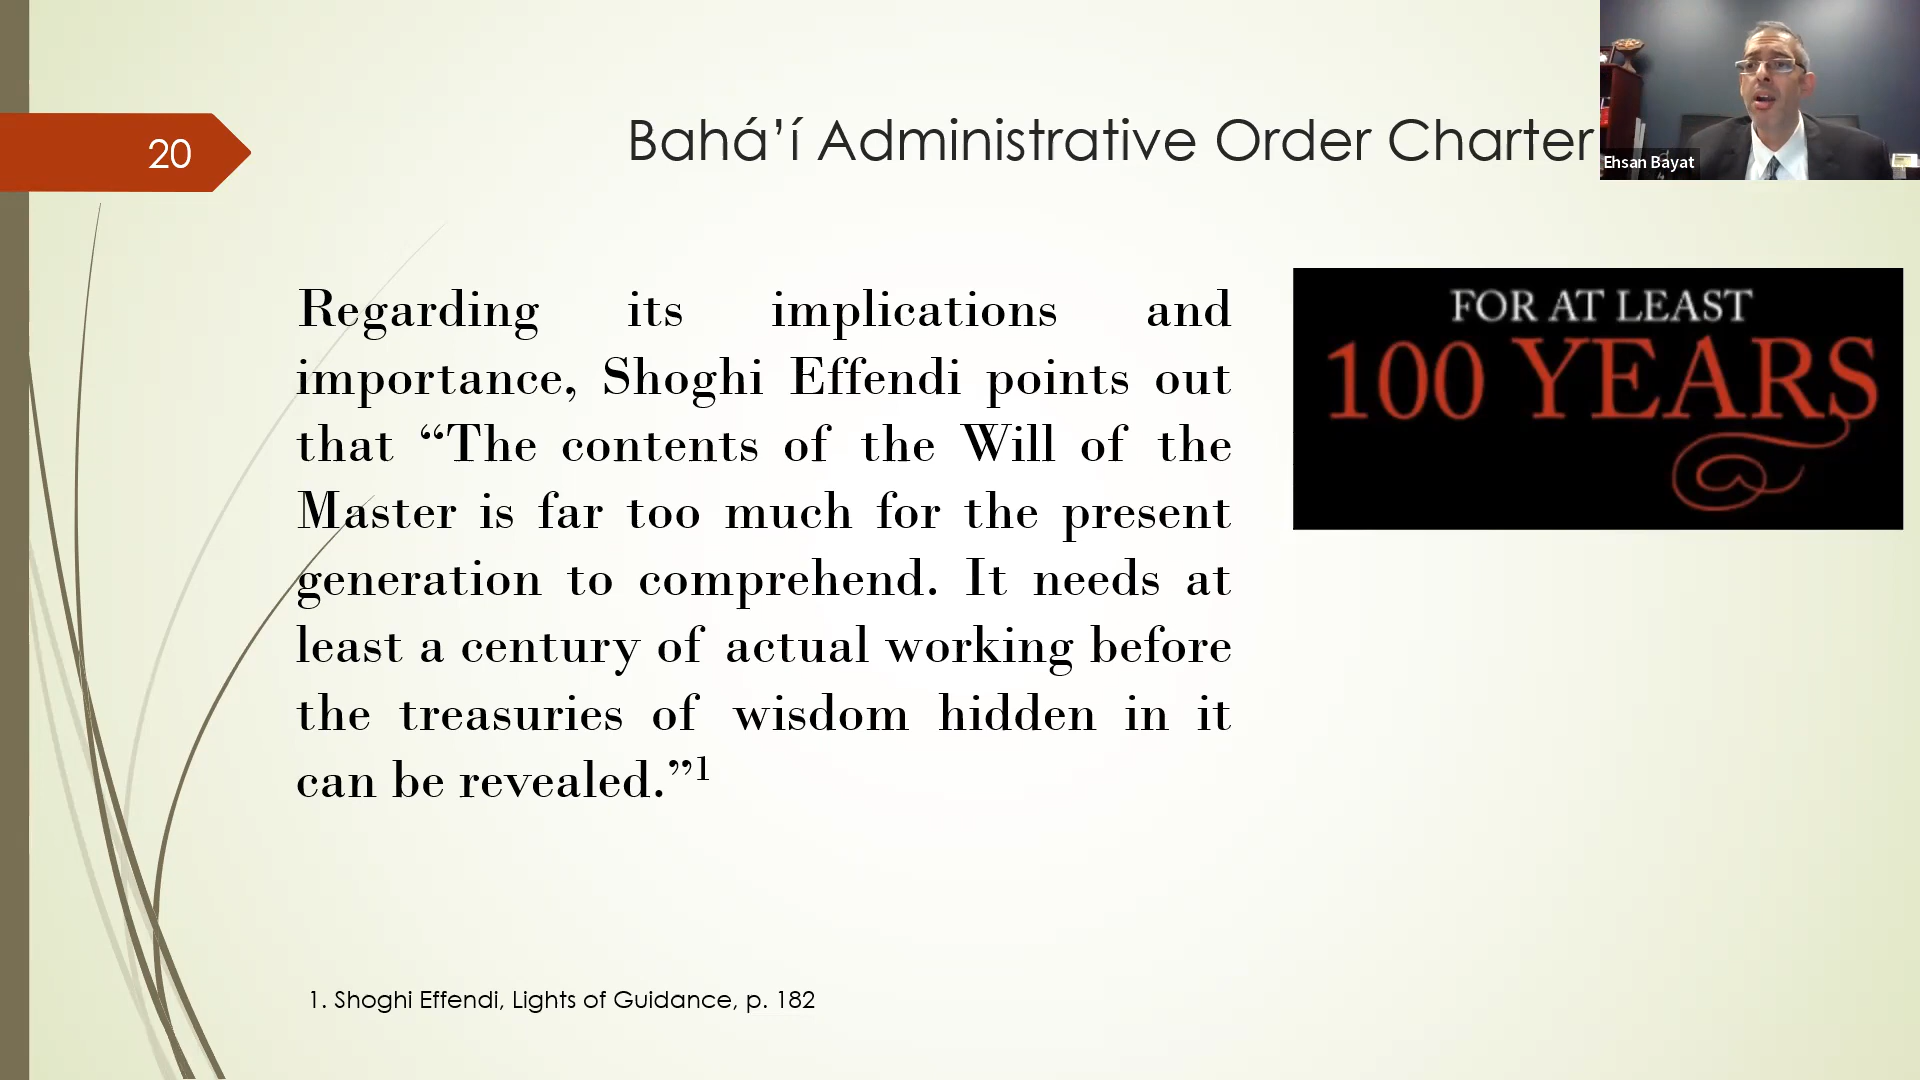 20
Bahá’í Administrative Order Charter
Ehsan Bayat
Regarding its implications and
importance, Shoghi Effendi points out
that “The contents of the Will of the
Master is far too much for the present
generation to comprehend. It needs at
least a century of actual working before
the treasuries of wisdom hidden in it
can be revealed.”1
FOR AT LEAST
100 YEARS
1. Shoghi Effendi, Lights of Guidance, p. 182